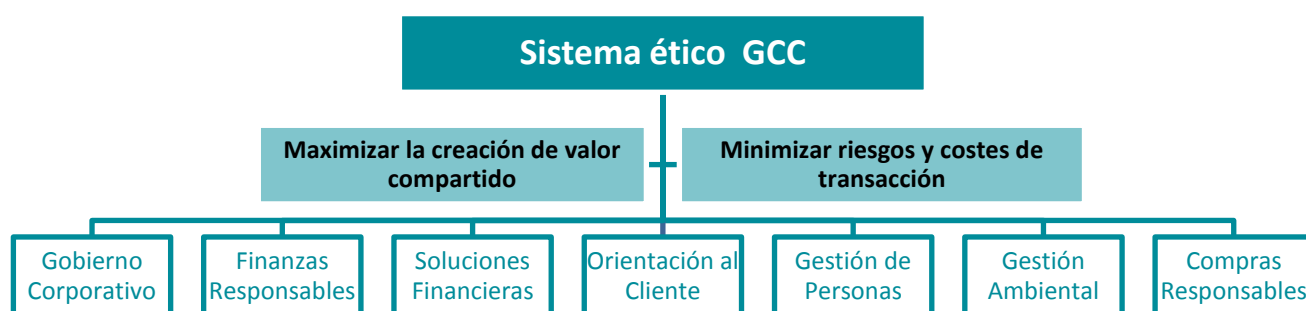 Sistema ético GCC
Maximizar la creación de valor
compartido
Minimizar riesgos y costes de
transacción
Gobierno
Corporativo
Finanzas
Responsables
Soluciones
Financieras
Orientación al
Cliente
Gestión de
Personas
Gestión
Ambiental
Compras
Responsables